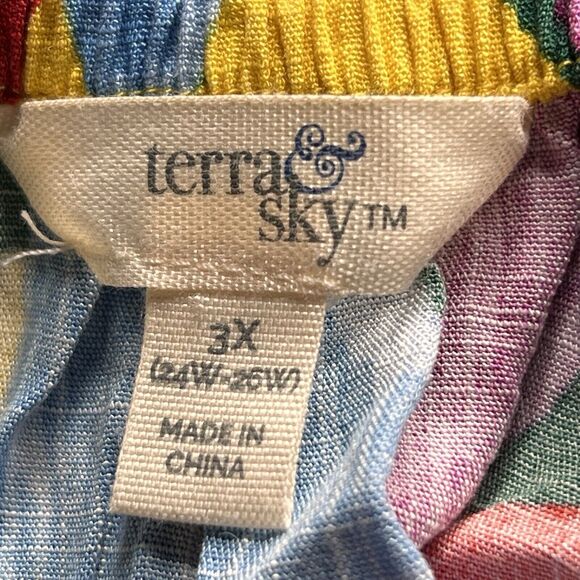 terra &
sky™
3X
(24W-26W)
MADE IN
CHINA